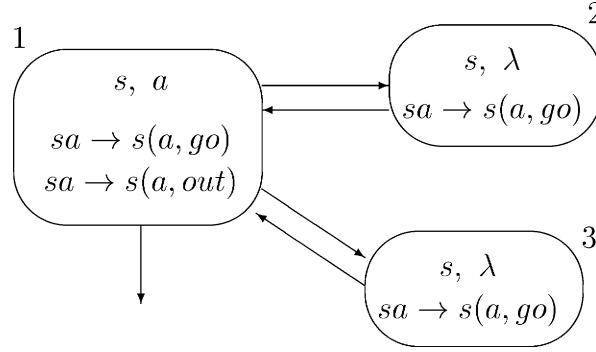 1
s, a
sa → s(a, go)
sa → s(a, out)
2
s, λ
sa → s(a, go)
3
s, λ
sa → s(a, go)